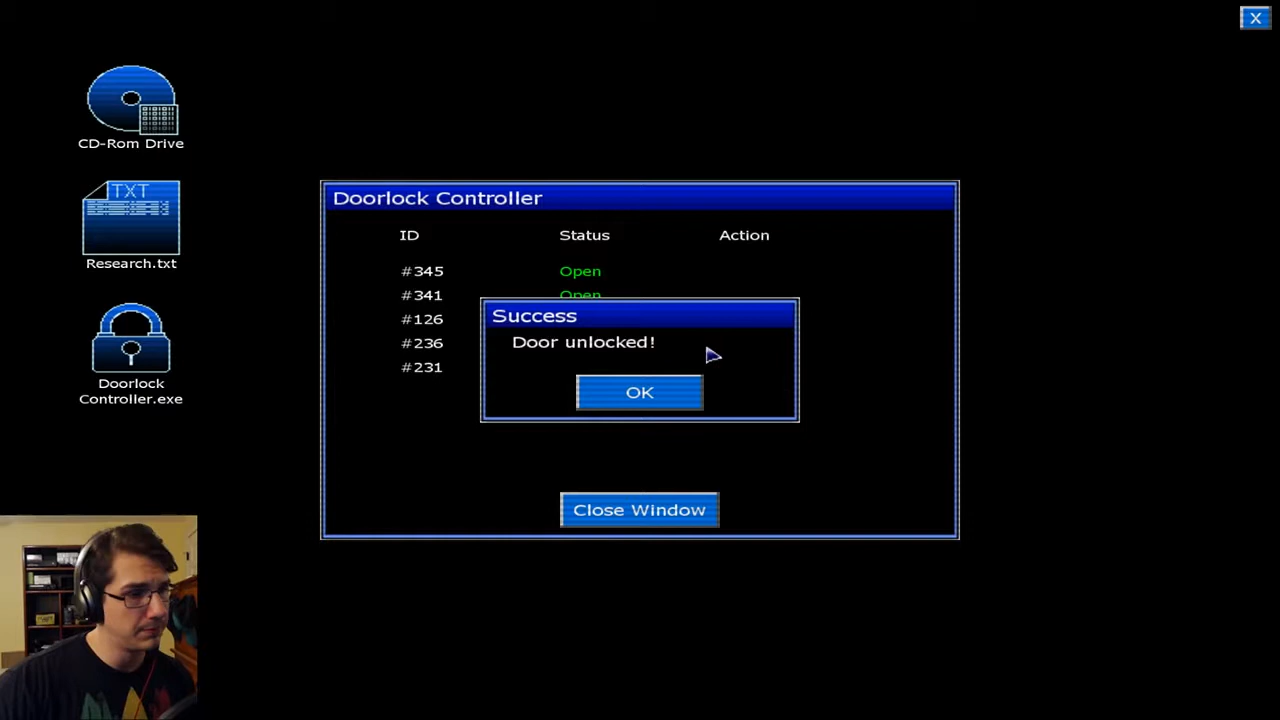 X
CD-Rom Drive
TXT
Research.txt
Doorlock
Controller.exe
Doorlock Controller
ID Status Action
#345 Open
#341 Open
#126
#236
#231
Success
Door unlocked!
OK
Close Window